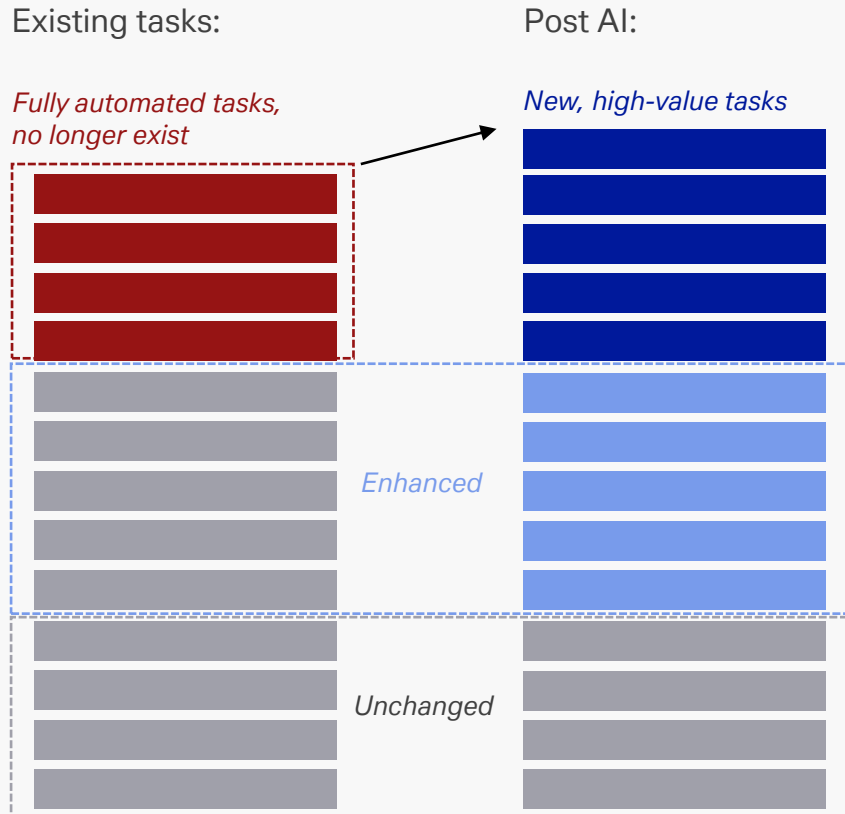 Existing tasks:
Post AI:
Fully automated tasks,
no longer exist
New, high-value tasks
Enhanced
Unchanged